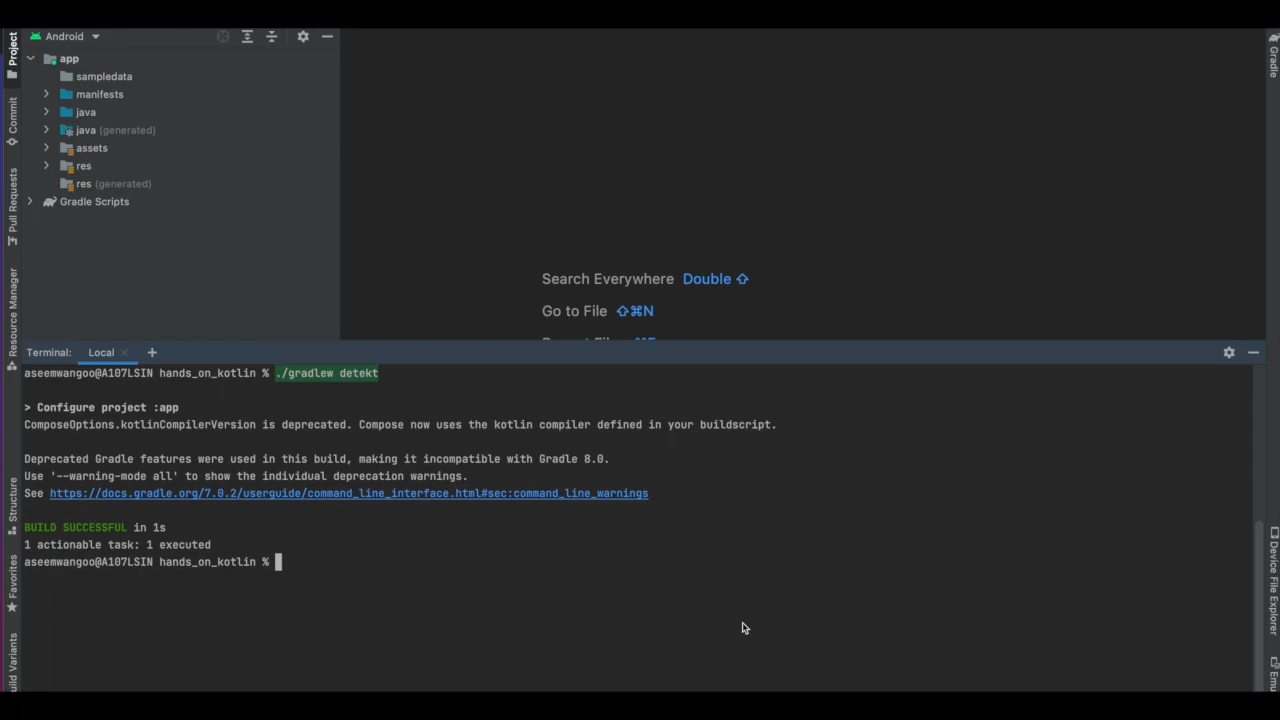 Android
Project
app
sampledata
manifests
java
java (generated)
assets
res
res (generated)
Gradle Scripts
Commit
Pull Requests
Resource Manager
Structure
Favorites
Gradle
Device File Explorer
Search Everywhere Double ⇧
Go to File ⇧⌘N
Terminal: Local × +
aseemwangoo@A107LSIN hands_on_kotlin % ./gradlew detekt
> Configure project :app
ComposeOptions.kotlinCompilerVersion is deprecated. Compose now uses the kotlin compiler defined in your buildscript.
Deprecated Gradle features were used in this build, making it incompatible with Gradle 8.0.
Use '--warning-mode all' to show the individual deprecation warnings.
See https://docs.gradle.org/7.0.2/userguide/command_line_interface.html#sec:command_line_warnings
BUILD SUCCESSFUL in 1s
1 actionable task: 1 executed
aseemwangoo@A107LSIN hands_on_kotlin %